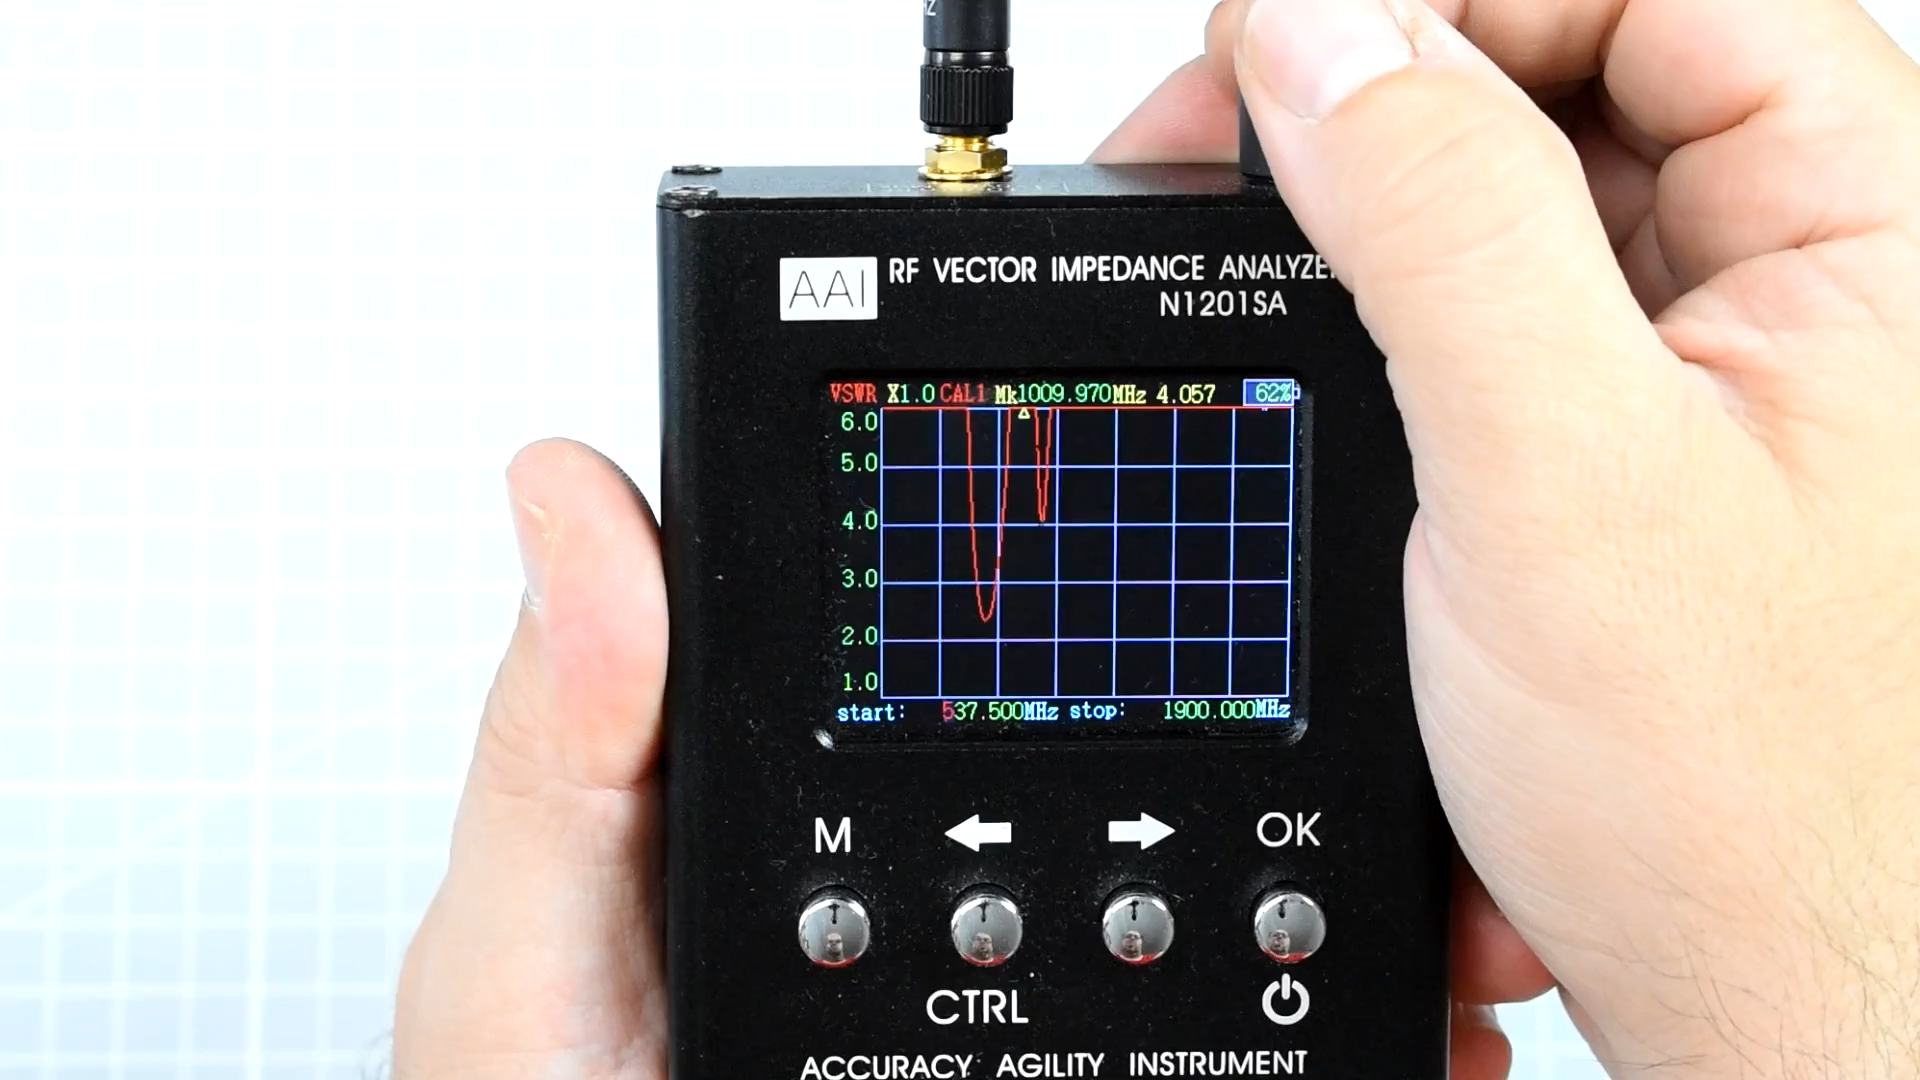 HZ
AAI
RF VECTOR IMPEDANCE ANALYZE
N1201SA
VSWR X1.0 CAL1 Mk1009.970MHz 4.057 62%
6.0
5.0
4.0
3.0
2.0
1.0
start: 537.500MHz stop: 1900.000MHz
M OK
CTRL
ACCURACY AGILITY INSTRUMENT